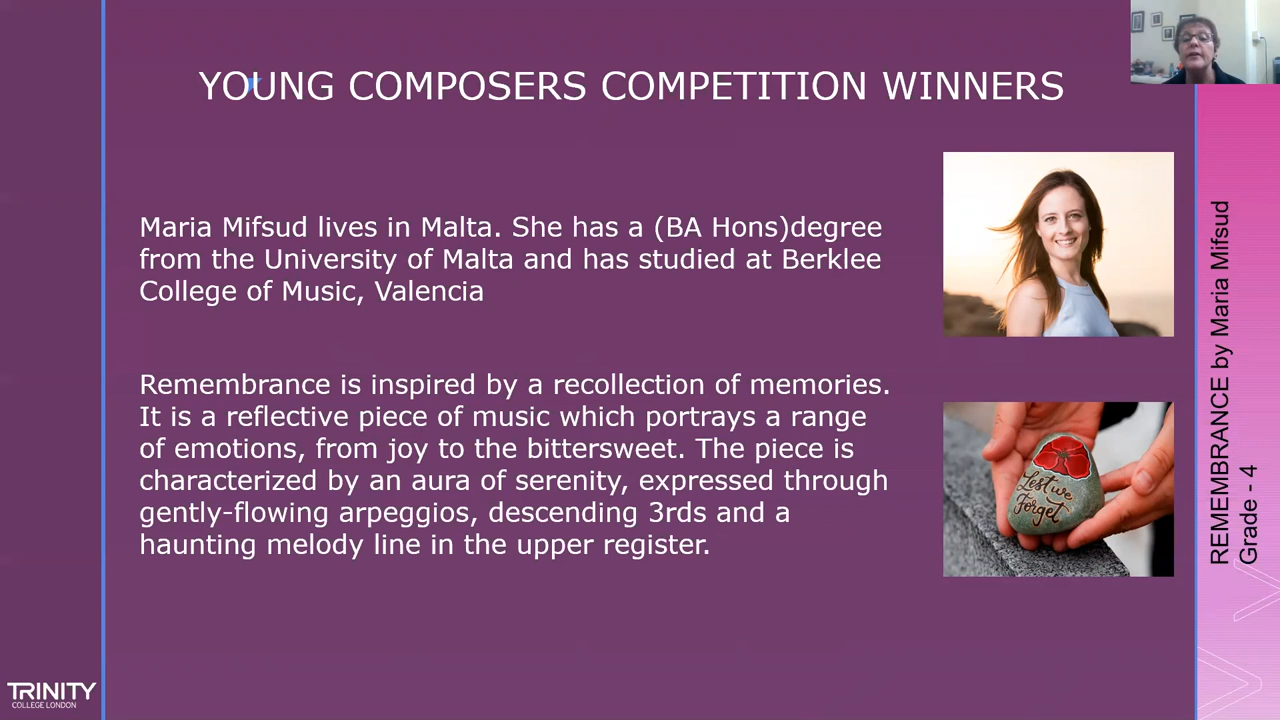 YOUNG COMPOSERS COMPETITION WINNERS
Maria Mifsud lives in Malta. She has a (BA Hons)degree
from the University of Malta and has studied at Berklee
College of Music, Valencia
Remembrance is inspired by a recollection of memories.
It is a reflective piece of music which portrays a range
of emotions, from joy to the bittersweet. The piece is
characterized by an aura of serenity, expressed through
gently-flowing arpeggios, descending 3rds and a
haunting melody line in the upper register.
Lest we
Forget
REMEMBRANCE by Maria Mifsud
Grade - 4
TRINITY
COLLEGE LONDON